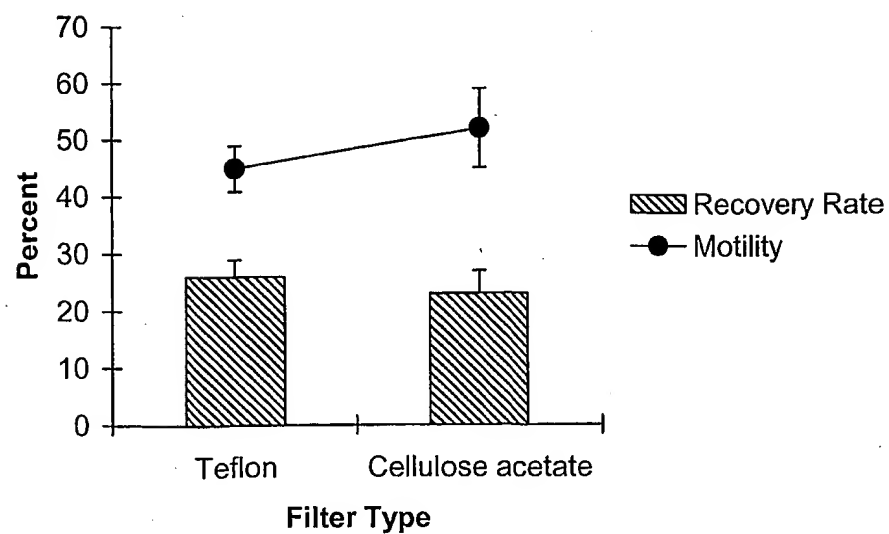 70
60
50
40
30
20
10
0
Percent
Teflon
Cellulose acetate
Filter Type
Recovery Rate
Motility